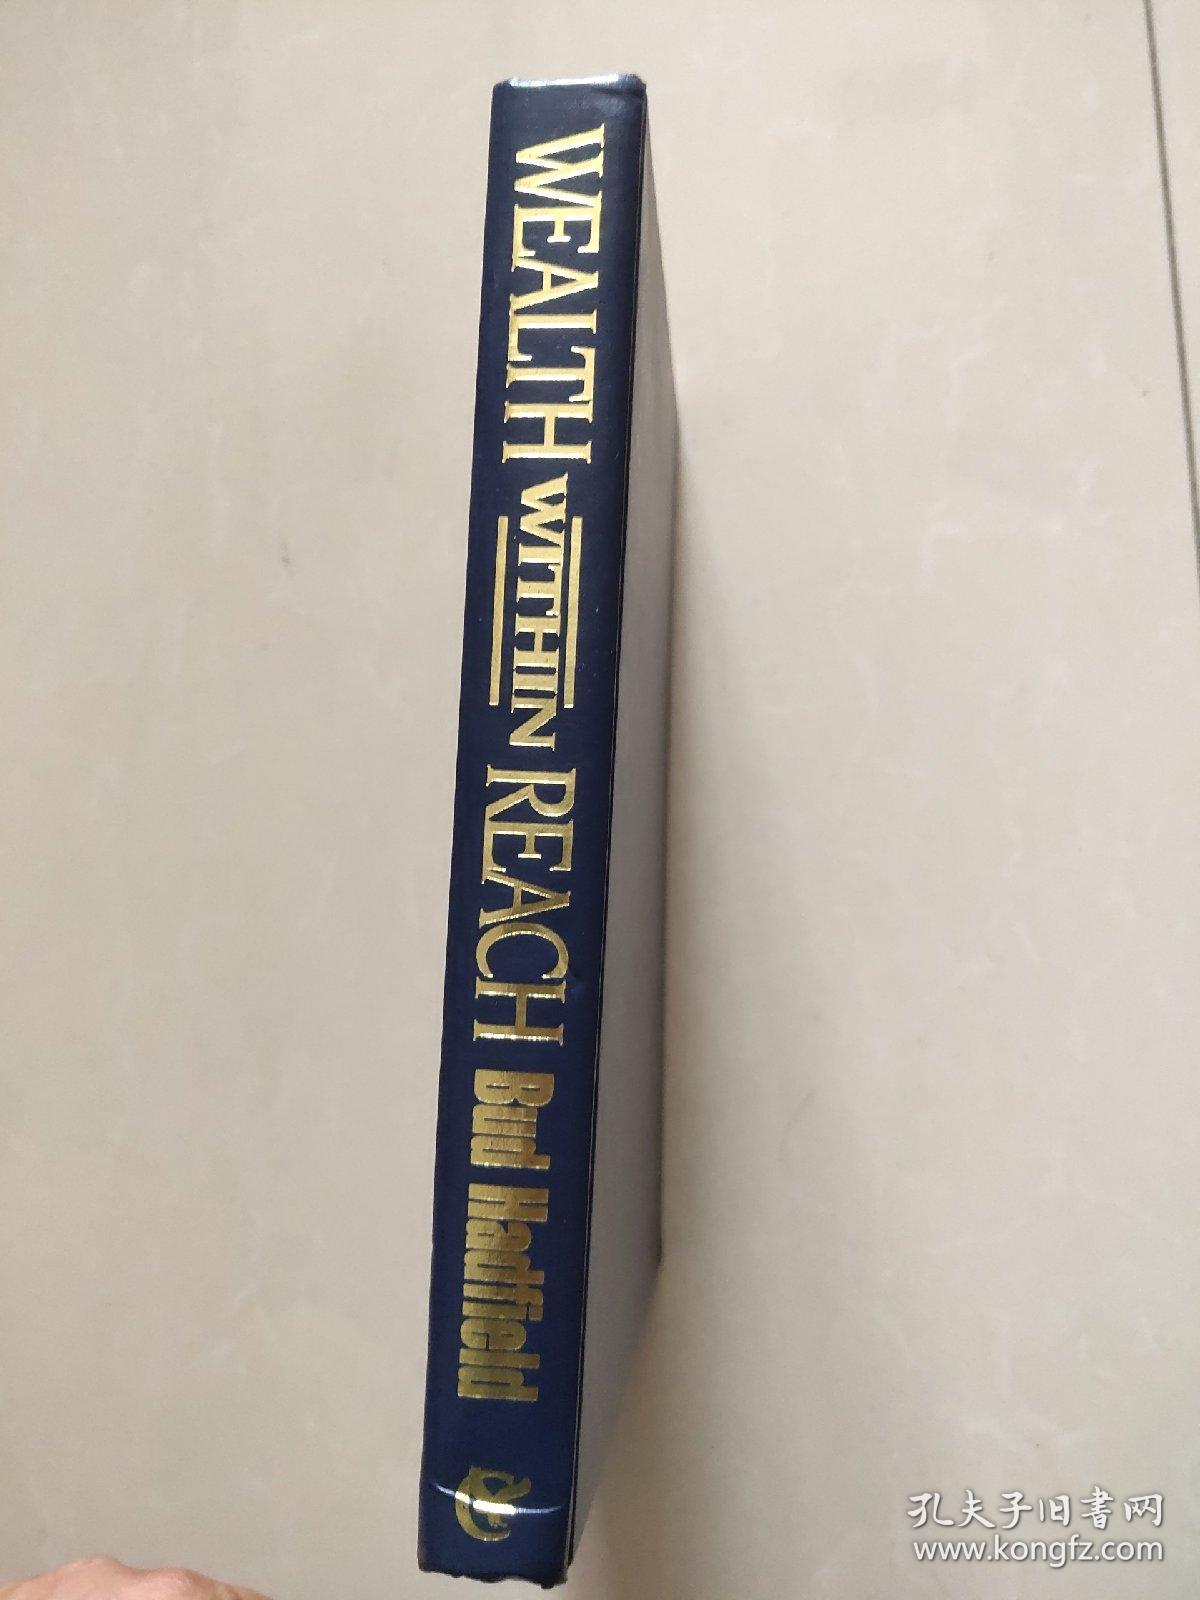 WEALTH WITHIN REACH Bud Hadfield
孔夫子旧书网
www.kongfz.com